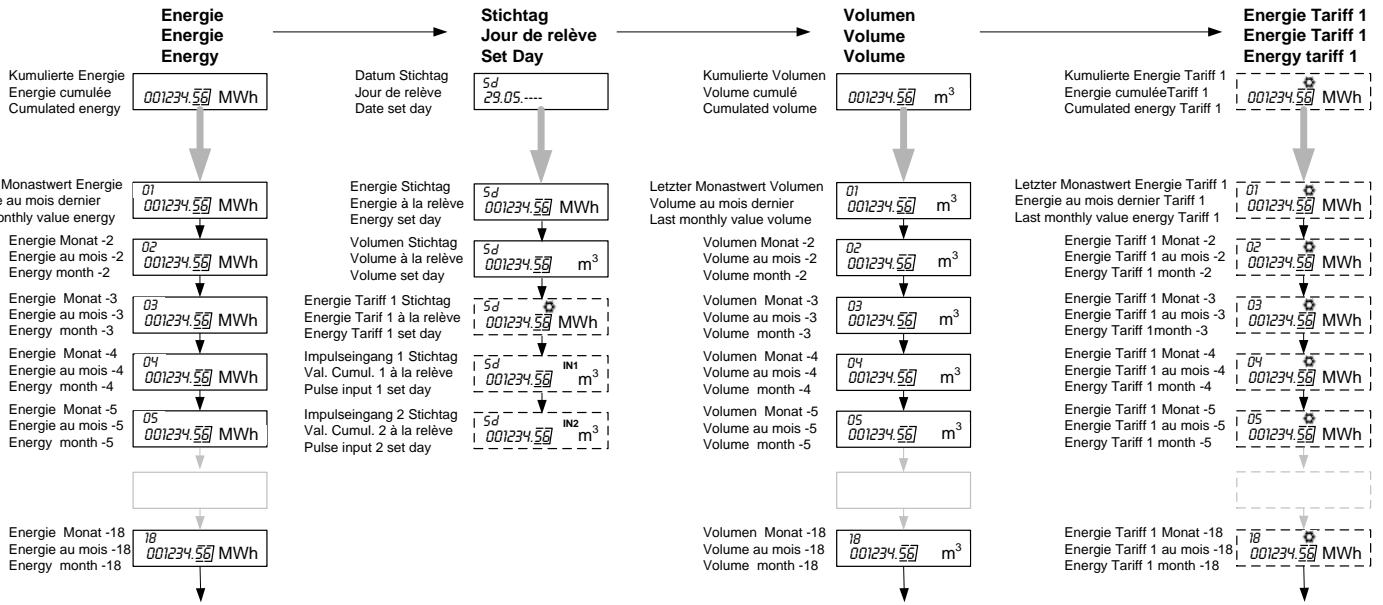 Energie
Energie
Energy
Kumulierte Energie
Energie cumulée
Cumulated energy
001234.56 MWh
Monastwert Energie
au mois dernier
monthly value energy
01
001234.56 MWh
Energie Monat -2
Energie au mois -2
Energy month -2
02
001234.56 MWh
Energie Monat -3
Energie au mois -3
Energy month -3
03
001234.56 MWh
Energie Monat -4
Energie au mois -4
Energy month -4
04
001234.56 MWh
Energie Monat -5
Energie au mois -5
Energy month -5
05
001234.56 MWh
Energie Monat -18
Energie au mois -18
Energy month -18
18
001234.56 MWh
Stichtag
Jour de relève
Set Day
Datum Stichtag
Jour de relève
Date set day
Sd
29.05.----
Energie Stichtag
Energie à la relève
Energy set day
Sd
001234.56 MWh
Volumen Stichtag
Volume à la relève
Volume set day
Sd
001234.56 m³
Energie Tariff 1 Stichtag
Energie Tarif 1 à la relève
Energy Tariff 1 set day
Sd
001234.56 MWh
Impulseingang 1 Stichtag
Val. Cumul. 1 à la relève
Pulse input 1 set day
Sd IN1
001234.56 m³
Impulseingang 2 Stichtag
Val. Cumul. 2 à la relève
Pulse input 2 set day
Sd IN2
001234.56 m³
Volumen
Volume
Volume
Kumulierte Volumen
Volume cumulé
Cumulated volume
001234.56 m³
Letzter Monastwert Volumen
Volume au mois dernier
Last monthly value volume
01
001234.56 m³
Volumen Monat -2
Volume au mois -2
Volume month -2
02
001234.56 m³
Volumen Monat -3
Volume au mois -3
Volume month -3
03
001234.56 m³
Volumen Monat -4
Volume au mois -4
Volume month -4
04
001234.56 m³
Volumen Monat -5
Volume au mois -5
Volume month -5
05
001234.56 m³
Volumen Monat -18
Volume au mois -18
Volume month -18
18
001234.56 m³
Energie Tariff 1
Energie Tariff 1
Energy tariff 1
Kumulierte Energie Tariff 1
Energie cumuléeTariff 1
Cumulated energy Tariff 1
001234.56 MWh
Letzter Monastwert Energie Tariff 1
Energie au mois dernier Tariff 1
Last monthly value energy Tariff 1
01
001234.56 MWh
Energie Tariff 1 Monat -2
Energie Tariff 1 au mois -2
Energy Tariff 1 month -2
02
001234.56 MWh
Energie Tariff 1 Monat -3
Energie Tariff 1 au mois -3
Energy Tariff 1month -3
03
001234.56 MWh
Energie Tariff 1 Monat -4
Energie Tariff 1 au mois -4
Energy Tariff 1 month -4
04
001234.56 MWh
Energie Tariff 1 Monat -5
Energie Tariff 1 au mois -5
Energy Tariff 1 month -5
05
001234.56 MWh
Energie Tariff 1 Monat -18
Energie Tariff 1 au mois -18
Energy Tariff 1 month -18
18
001234.56 MWh